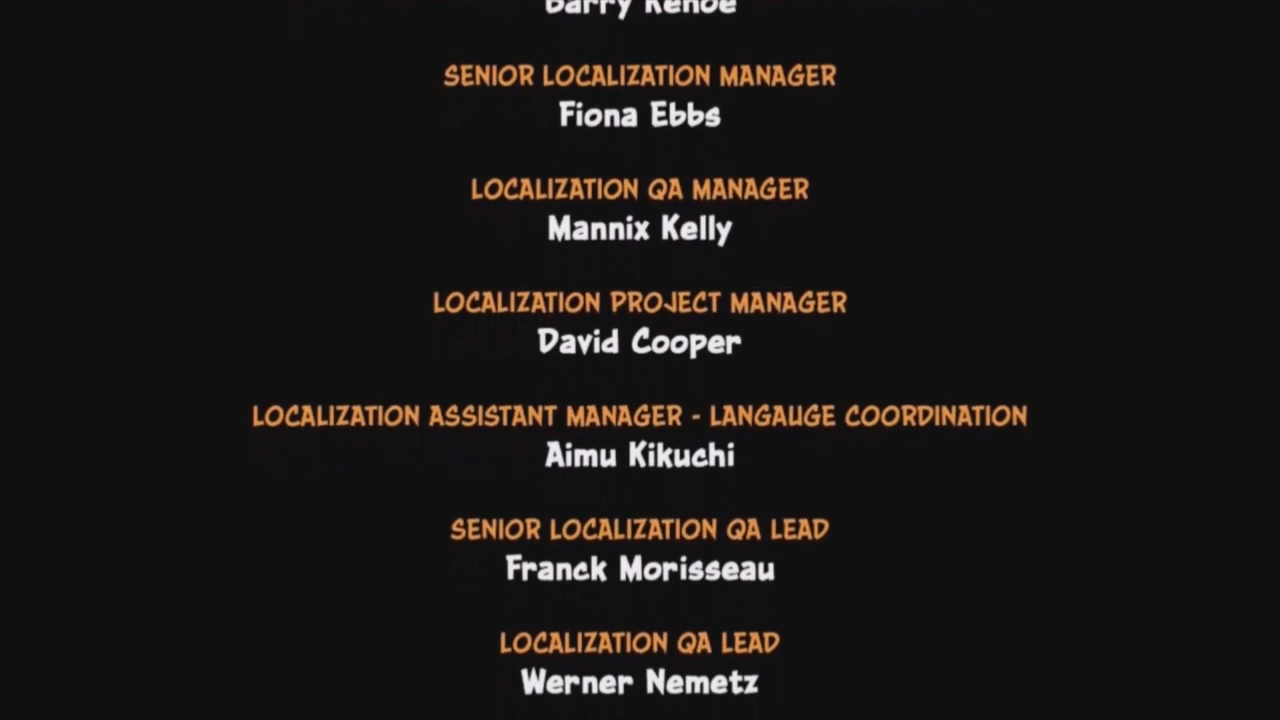 Barry Kehoe
SENIOR LOCALIZATION MANAGER
Fiona Ebbs
LOCALIZATION QA MANAGER
Mannix Kelly
LOCALIZATION PROJECT MANAGER
David Cooper
LOCALIZATION ASSISTANT MANAGER - LANGAUGE COORDINATION
Aimu Kikuchi
SENIOR LOCALIZATION QA LEAD
Franck Morisseau
LOCALIZATION QA LEAD
Werner Nemetz